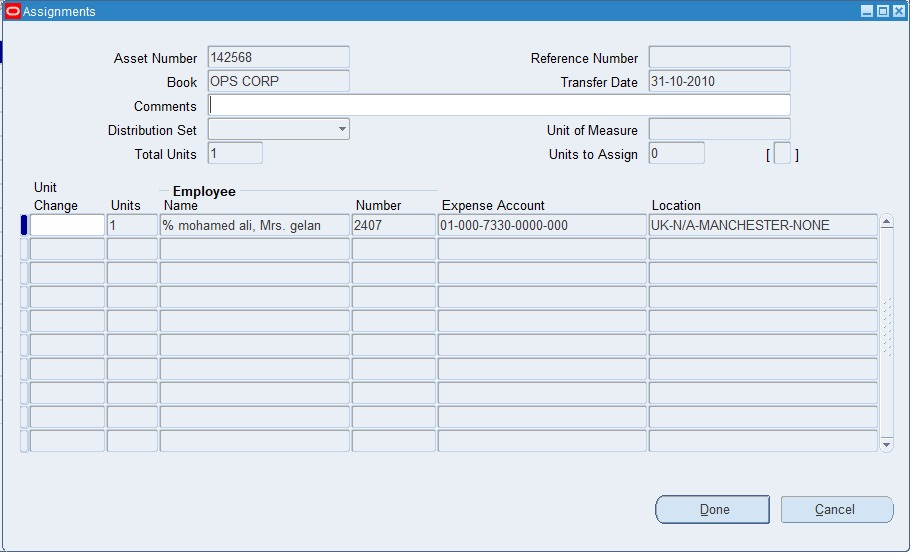 Assignments
Asset Number 142568 Reference Number
Book OPS CORP Transfer Date 31-10-2010
Comments
Distribution Set Unit of Measure
Total Units 1 Units to Assign 0 [ ]
Unit Change Units Employee Name Number Expense Account Location
1 % mohamed ali, Mrs. gelan 2407 01-000-7330-0000-000 UK-N/A-MANCHESTER-NONE
Done Cancel